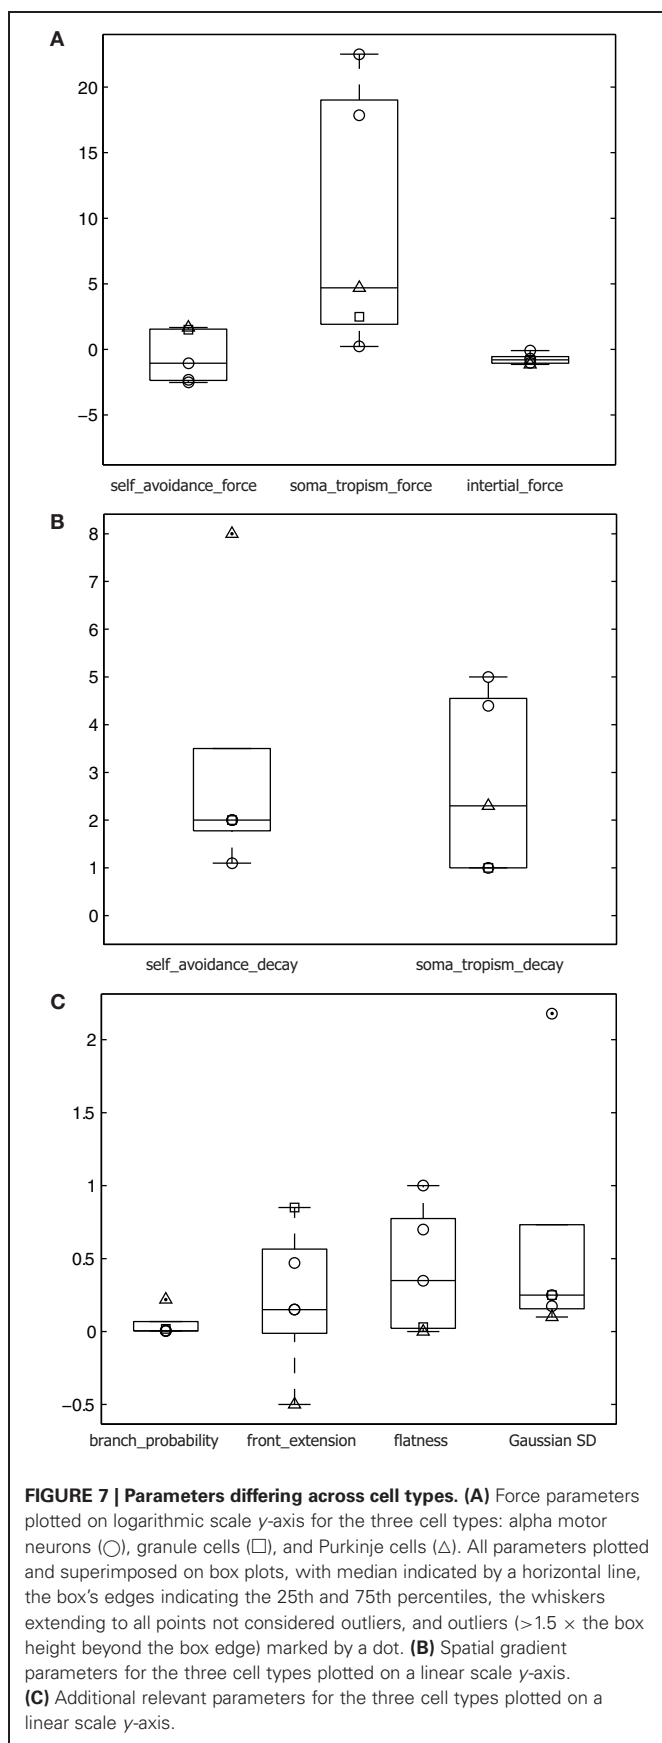 A
20
15
10
5
0
−5
self_avoidance_force soma_tropism_force intertial_force
B
8
7
6
5
4
3
2
1
0
self_avoidance_decay soma_tropism_decay
C
2
1.5
1
0.5
0
−0.5
branch_probability front_extension flatness Gaussian SD
FIGURE 7 | Parameters differing across cell types. (A) Force parameters
plotted on logarithmic scale y-axis for the three cell types: alpha motor
neurons (○), granule cells (□), and Purkinje cells (△). All parameters plotted
and superimposed on box plots, with median indicated by a horizontal line,
the box's edges indicating the 25th and 75th percentiles, the whiskers
extending to all points not considered outliers, and outliers (>1.5 × the box
height beyond the box edge) marked by a dot. (B) Spatial gradient
parameters for the three cell types plotted on a linear scale y-axis.
(C) Additional relevant parameters for the three cell types plotted on a
linear scale y-axis.